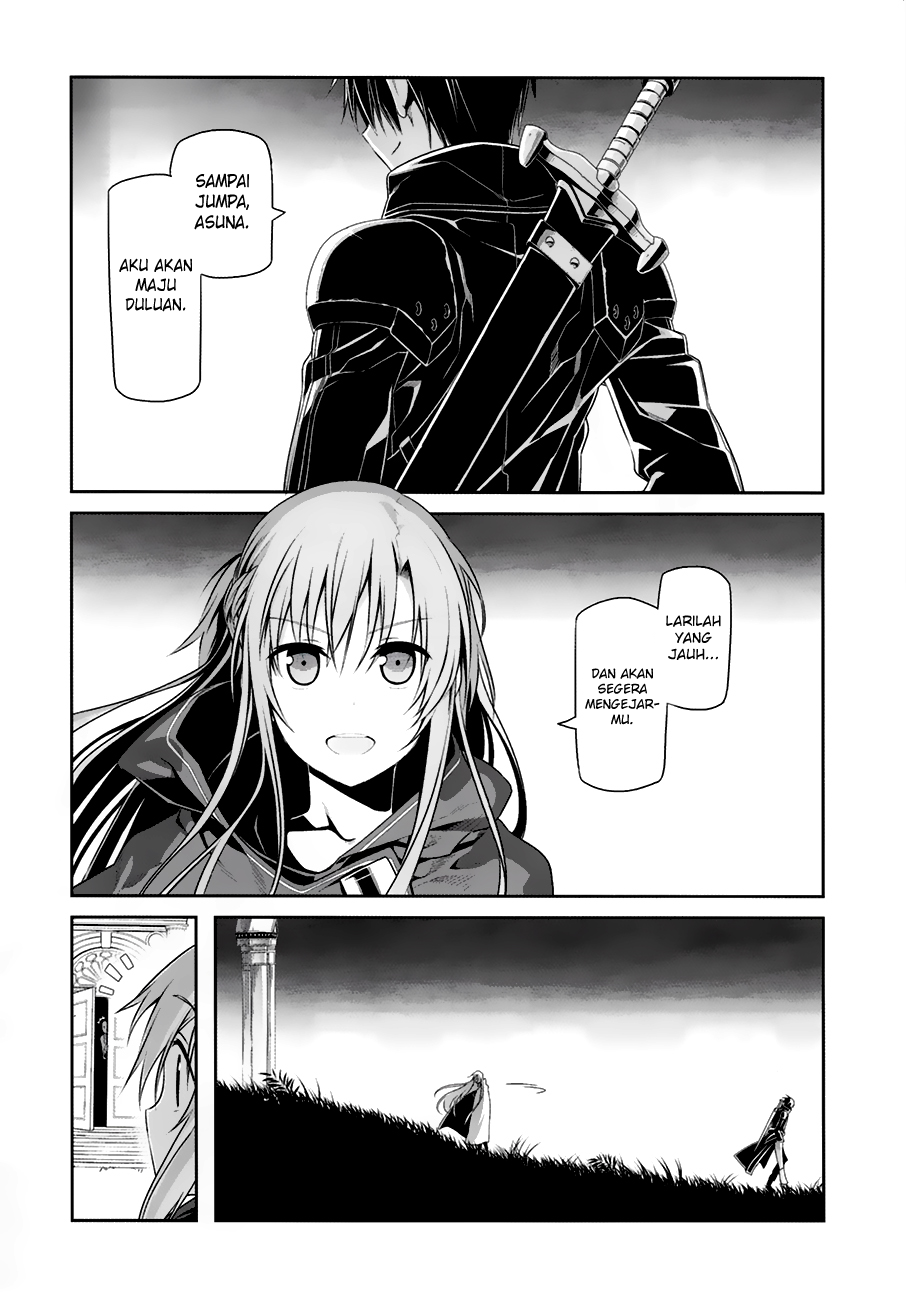 SAMPAI
JUMPA,
ASUNA.
AKU AKAN
MAJU
DULUAN.
LARILAH
YANG
JAUH...
DAN AKAN
SEGERA
MENGEJAR-
MU.